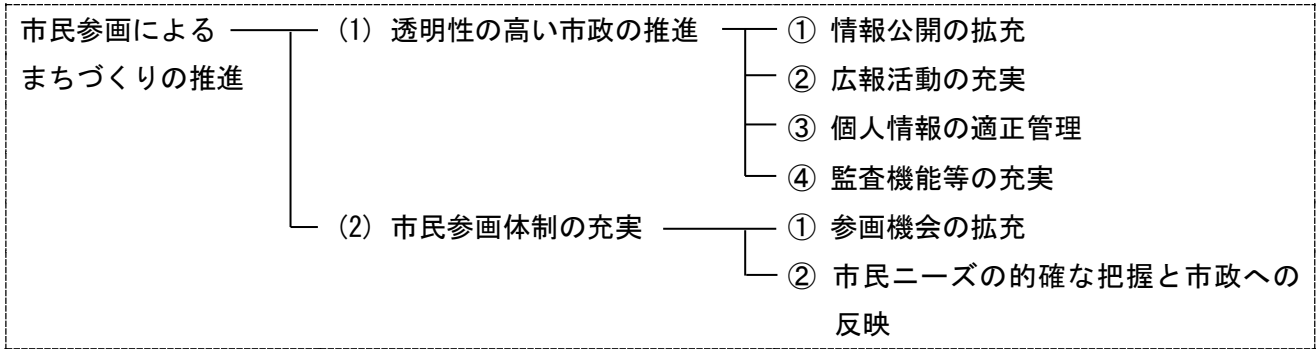 市民参画による (1) 透明性の高い市政の推進 ① 情報公開の拡充
まちづくりの推進 ② 広報活動の充実
③ 個人情報の適正管理
④ 監査機能等の充実
(2) 市民参画体制の充実 ① 参画機会の拡充
② 市民ニーズの的確な把握と市政への
反映